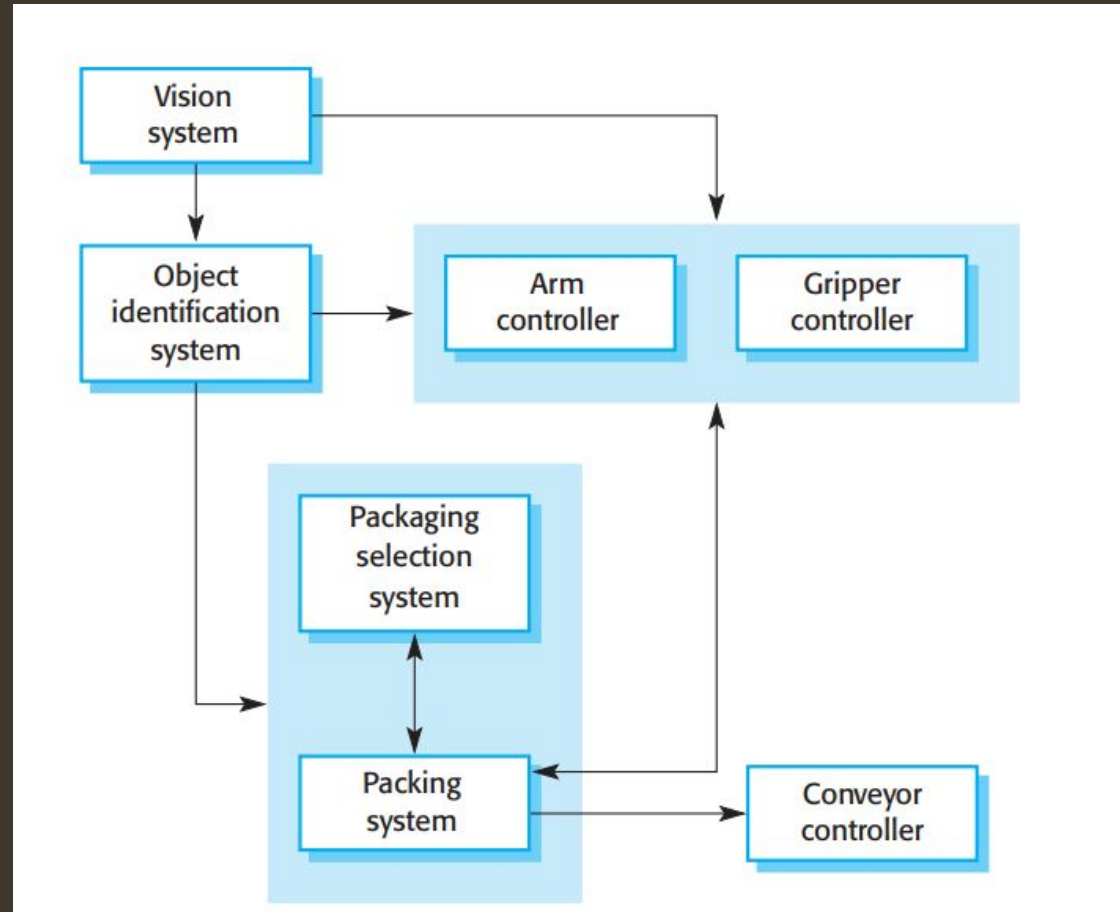 Vision
system
Object
identification
system
Arm
controller
Gripper
controller
Packaging
selection
system
Packing
system
Conveyor
controller